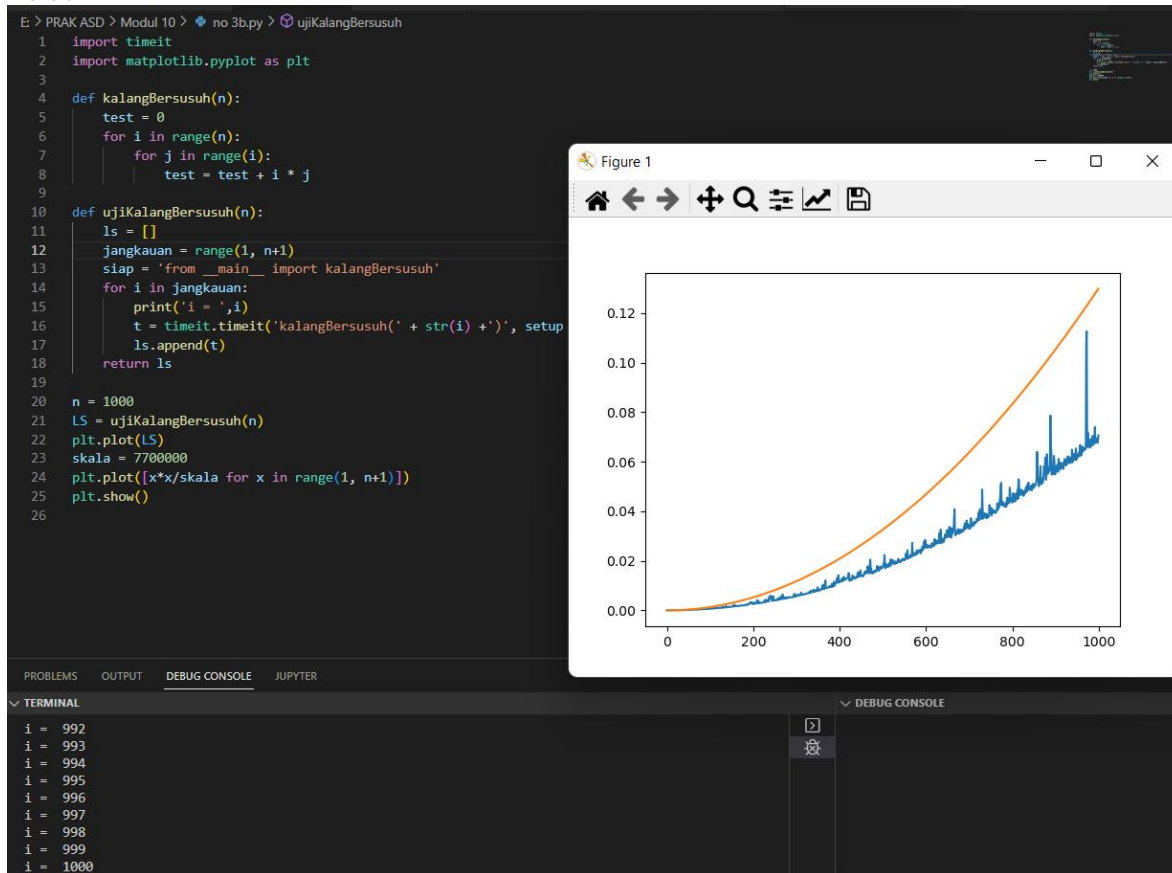 E: > PRAK ASD > Modul 10 > no 3b.py > ujiKalangBersusuh
1 import timeit
2 import matplotlib.pyplot as plt
3
4 def kalangBersusuh(n):
5     test = 0
6     for i in range(n):
7         for j in range(i):
8             test = test + i * j
9
10 def ujiKalangBersusuh(n):
11     ls = []
12     jangkauan = range(1, n+1)
13     siap = 'from __main__ import kalangBersusuh'
14     for i in jangkauan:
15         print('i = ',i)
16         t = timeit.timeit('kalangBersusuh(' + str(i) +')', setup
17         ls.append(t)
18     return ls
19
20 n = 1000
21 LS = ujiKalangBersusuh(n)
22 plt.plot(LS)
23 skala = 7700000
24 plt.plot([x*x/skala for x in range(1, n+1)])
25 plt.show()
26
Figure 1
0.12
0.10
0.08
0.06
0.04
0.02
0.00
0 200 400 600 800 1000
PROBLEMS OUTPUT DEBUG CONSOLE JUPYTER
TERMINAL
i =  992
i =  993
i =  994
i =  995
i =  996
i =  997
i =  998
i =  999
i =  1000
DEBUG CONSOLE